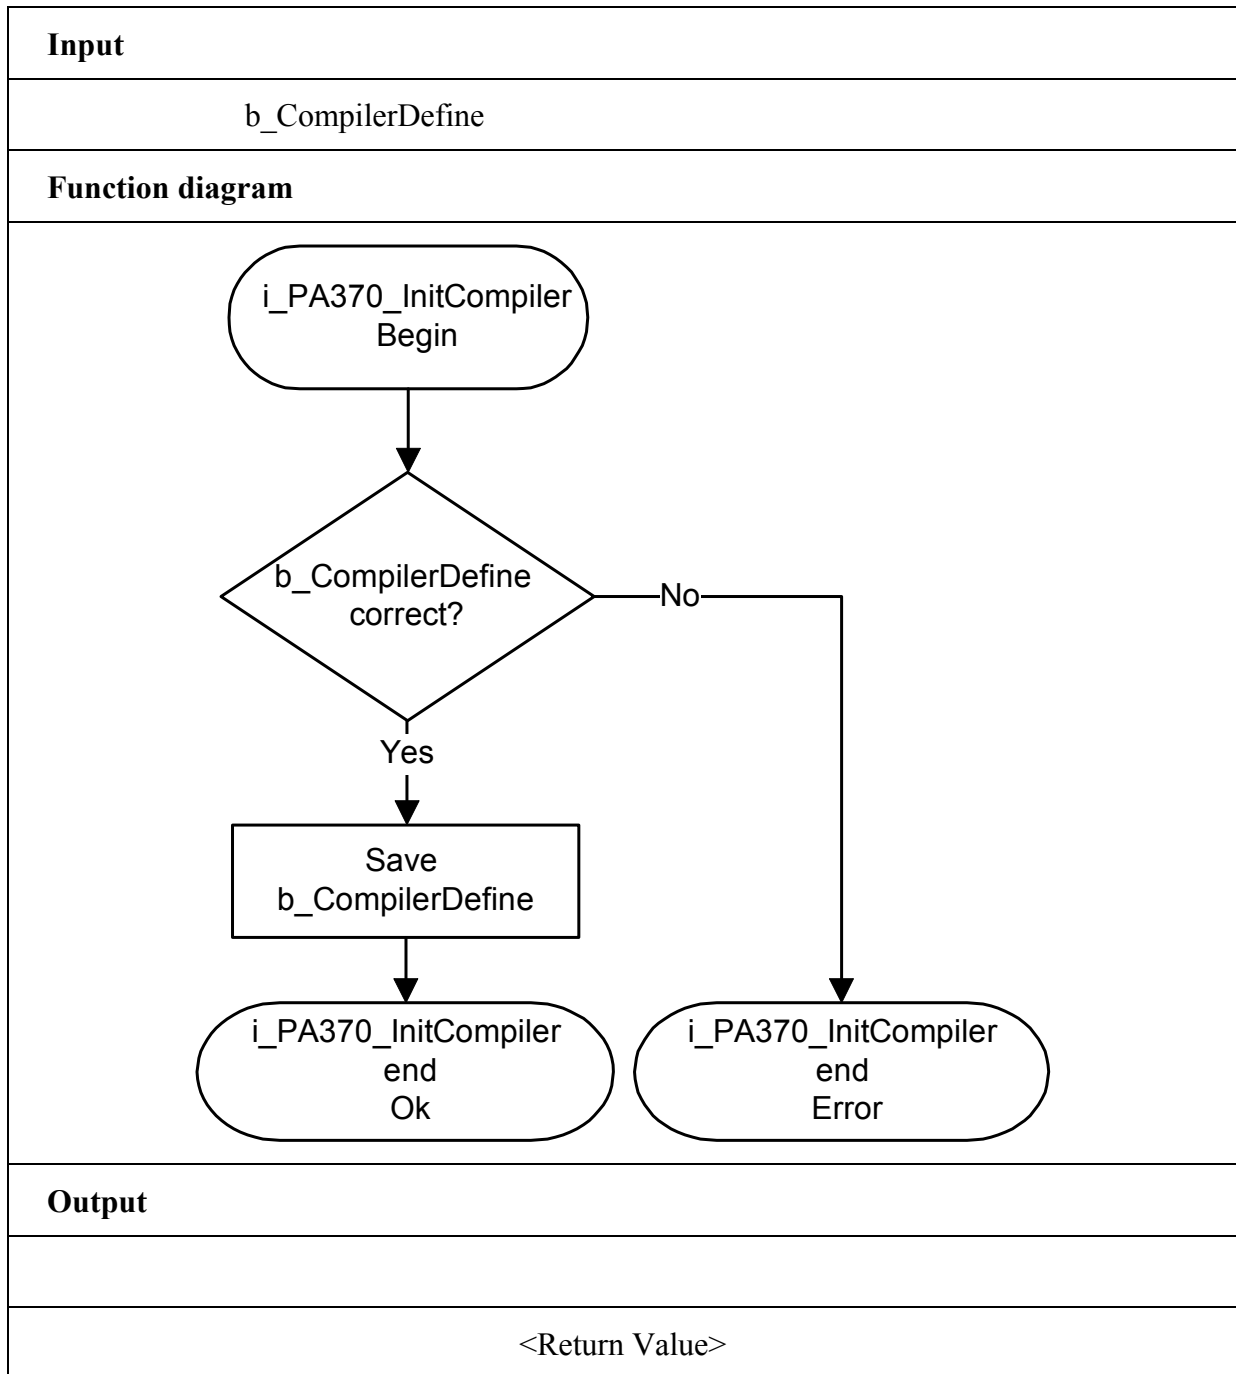 Input
b_CompilerDefine
Function diagram
i_PA370_InitCompiler
Begin
b_CompilerDefine
correct?
No
Yes
Save
b_CompilerDefine
i_PA370_InitCompiler
end
Ok
i_PA370_InitCompiler
end
Error
Output
<Return Value>